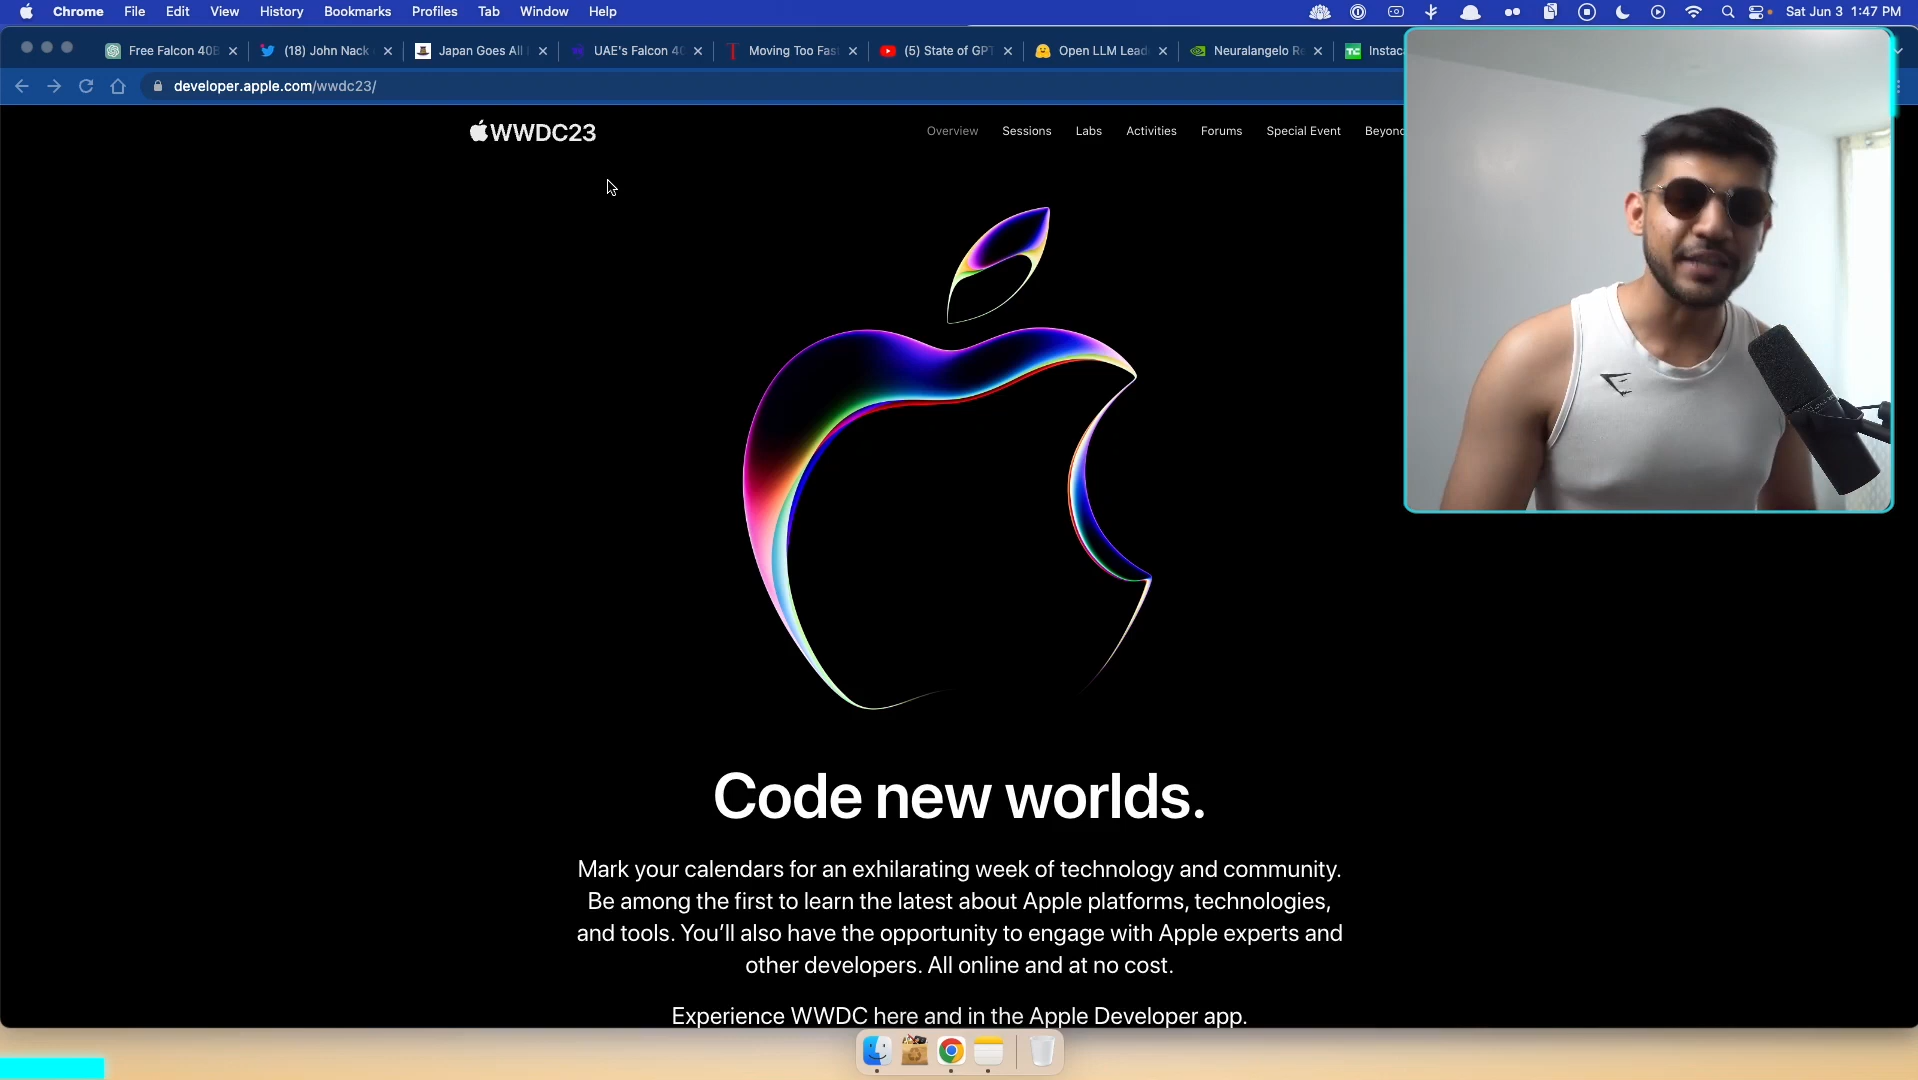 Chrome File Edit View History Bookmarks Profiles Tab Window Help Sat Jun 3 1:47 PM
Free Falcon 40B (18) John Nack Japan Goes All UAE's Falcon 40 Moving Too Fas (5) State of GPT Open LLM Lead Neuralangelo Re Instac
developer.apple.com/wwdc23/
WWDC23 Overview Sessions Labs Activities Forums Special Event Beyond
Code new worlds.
Mark your calendars for an exhilarating week of technology and community.
Be among the first to learn the latest about Apple platforms, technologies,
and tools. You’ll also have the opportunity to engage with Apple experts and
other developers. All online and at no cost.
Experience WWDC here and in the Apple Developer app.